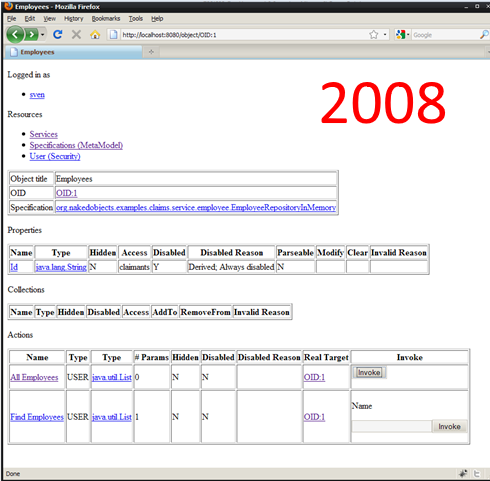 Employees - Mozilla Firefox
File Edit View History Bookmarks Tools Help
http://localhost:8080/object/OID:1
Google
Employees
Logged in as
sven
2008
Resources
Services
Specifications (MetaModel)
User (Security)
Object title Employees
OID OID:1
Specification org.nakedobjects.examples.claims.service.employee.EmployeeRepositoryInMemory
Properties
Name Type Hidden Access Disabled Disabled Reason Parseable Modify Clear Invalid Reason
Id java.lang.String N claimants Y Derived; Always disabled N
Collections
Name Type Hidden Disabled Access AddTo RemoveFrom Invalid Reason
Actions
Name Type Type # Params Hidden Disabled Disabled Reason Real Target Invoke
All Employees USER java.util.List 0 N N OID:1 Invoke
Find Employees USER java.util.List 1 N N OID:1 Name
Invoke
Done